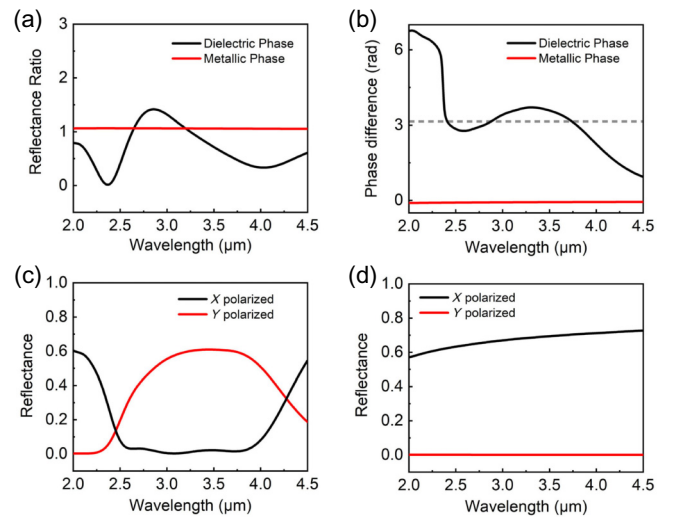 (a)
3
2
1
0
Reflectance Ratio
Dielectric Phase
Metallic Phase
2.0 2.5 3.0 3.5 4.0 4.5
Wavelength (μm)
(b)
6
3
0
Phase difference (rad)
Dielectric Phase
Metallic Phase
2.0 2.5 3.0 3.5 4.0 4.5
Wavelength (μm)
(c)
1.0
0.8
0.6
0.4
0.2
0.0
Reflectance
X polarized
Y polarized
2.0 2.5 3.0 3.5 4.0 4.5
Wavelength (μm)
(d)
1.0
0.8
0.6
0.4
0.2
0.0
Reflectance
X polarized
Y polarized
2.0 2.5 3.0 3.5 4.0 4.5
Wavelength (μm)